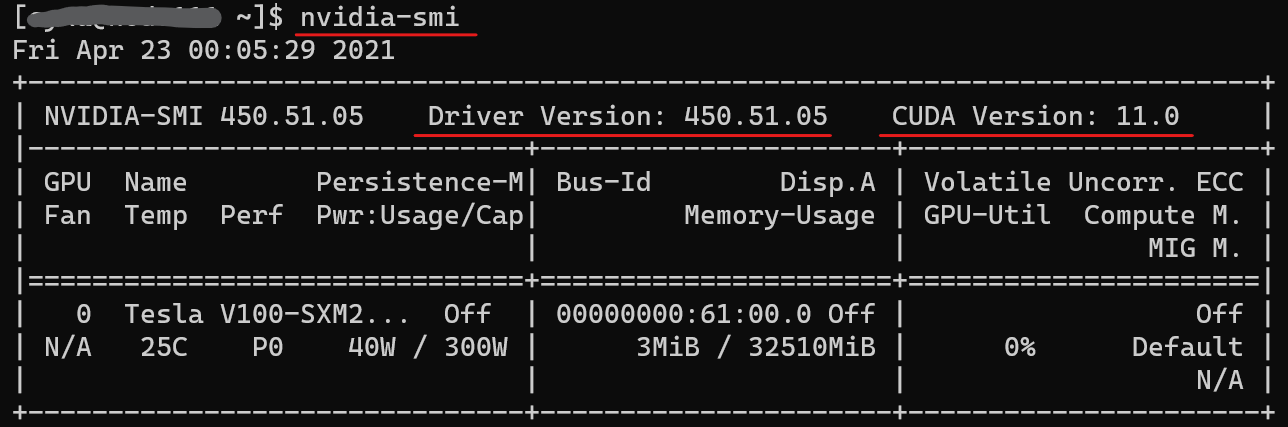 [ ~]$ nvidia-smi
Fri Apr 23 00:05:29 2021
+-----------------------------------------------------------------------------+
| NVIDIA-SMI 450.51.05    Driver Version: 450.51.05    CUDA Version: 11.0     |
|-------------------------------+----------------------+----------------------+
| GPU  Name        Persistence-M| Bus-Id        Disp.A | Volatile Uncorr. ECC |
| Fan  Temp  Perf  Pwr:Usage/Cap|         Memory-Usage | GPU-Util  Compute M. |
|                               |                      |               MIG M. |
|===============================+======================+======================|
|   0  Tesla V100-SXM2...  Off  | 00000000:61:00.0 Off |                  Off |
| N/A   25C    P0    40W / 300W |      3MiB / 32510MiB |      0%      Default |
|                               |                      |                  N/A |
+-------------------------------+----------------------+----------------------+